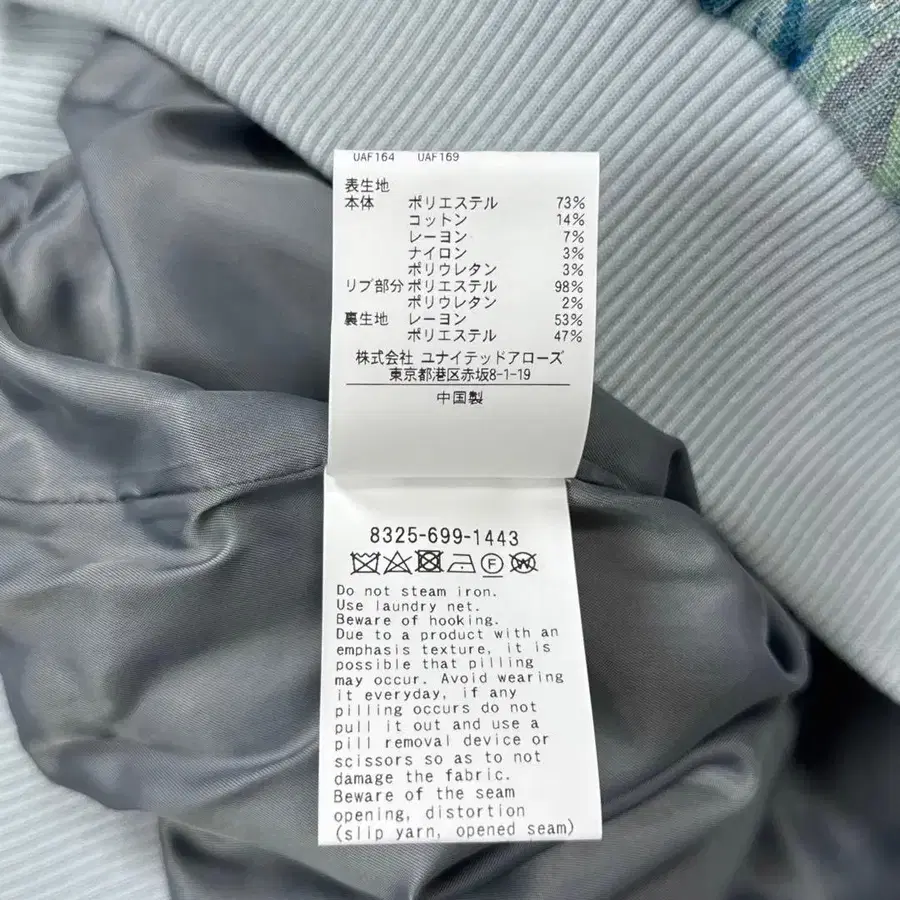 UAF164 UAF169
表生地
本体 ポリエステル 73%
コットン 14%
レーヨン 7%
ナイロン 3%
ポリウレタン 3%
リブ部分 ポリエステル 98%
ポリウレタン 2%
裏生地 レーヨン 53%
ポリエステル 47%
株式会社 ユナイテッドアローズ
東京都港区赤坂8-1-19
中国製
8325-699-1443
F W
Do not steam iron.
Use laundry net.
Beware of hooking.
Due to a product with an
emphasis texture, it is
possible that pilling
may occur. Avoid wearing
it everyday, if any
pilling occurs do not
pull it out and use a
pill removal device or
scissors so as to not
damage the fabric.
Beware of the seam
opening, distortion
(slip yarn, opened seam)